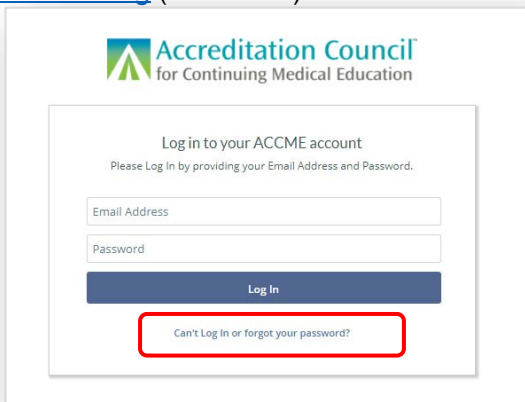 Accreditation Council
for Continuing Medical Education
Log in to your ACCME account
Please Log In by providing your Email Address and Password.
Email Address
Password
Log In
Can't Log In or forgot your password?